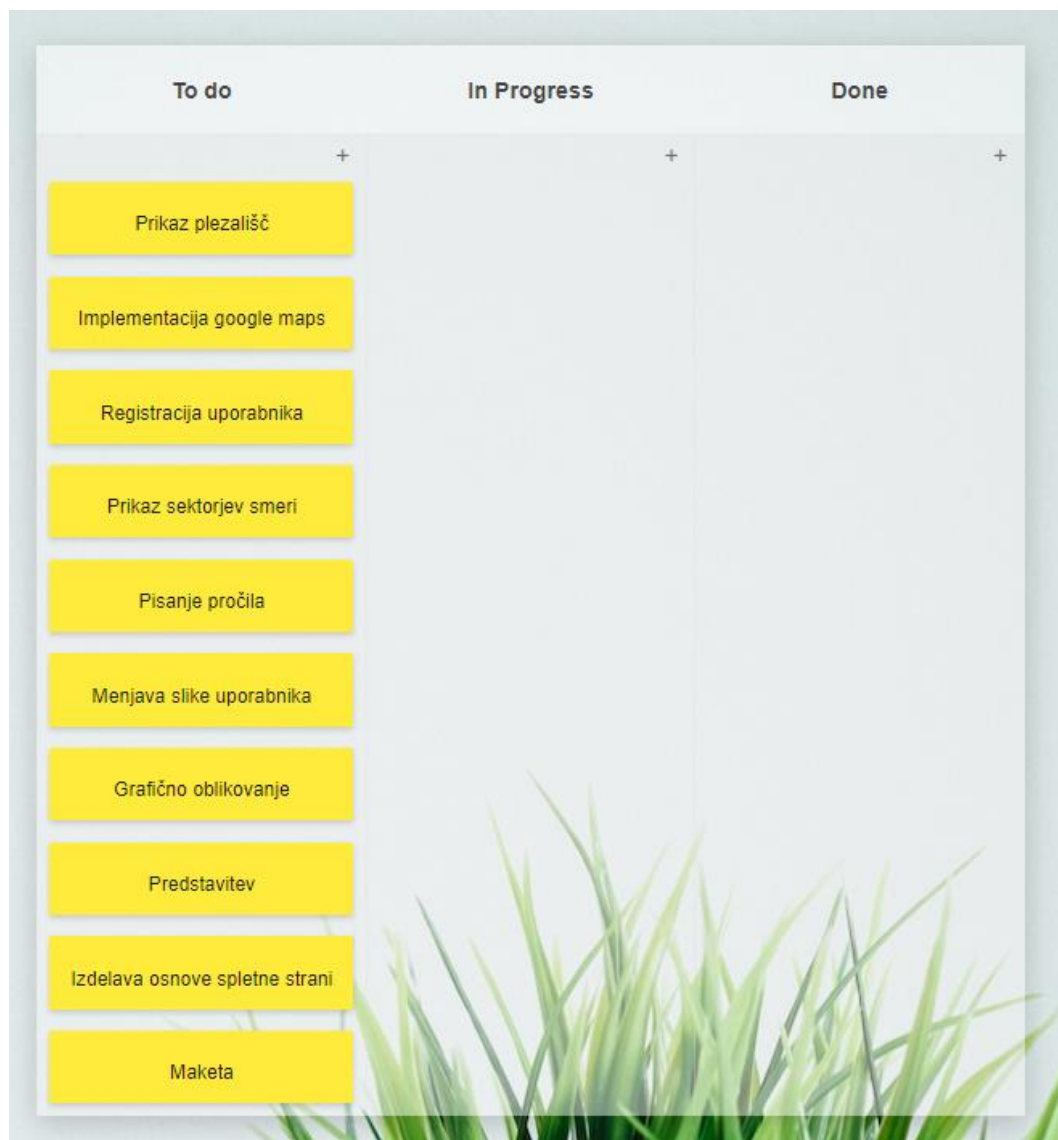 To do
In Progress
Done
+
+
+
Prikaz plezališč
Implementacija google maps
Registracija uporabnika
Prikaz sektorjev smeri
Pisanje pročila
Menjava slike uporabnika
Grafično oblikovanje
Predstavitev
Izdelava osnove spletne strani
Maketa